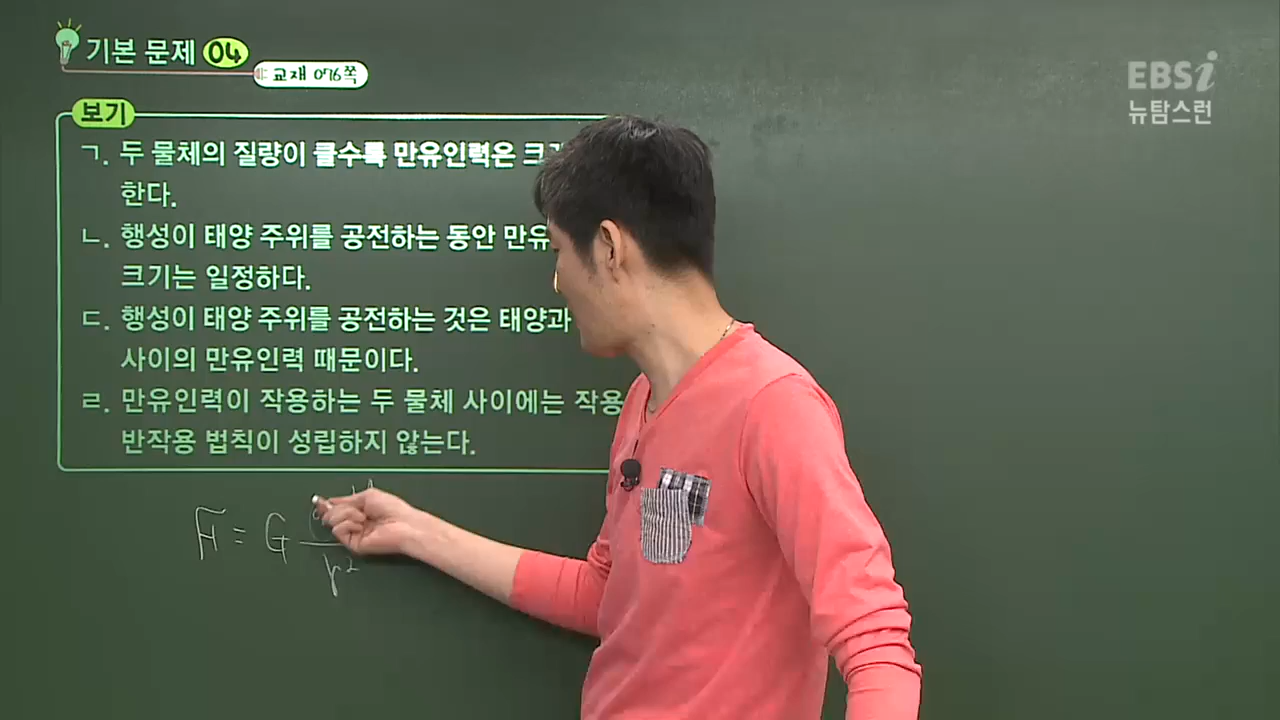 기본 문제 04
교재 076쪽
EBSi
뉴탐스런
보기
ㄱ. 두 물체의 질량이 클수록 만유인력은
한다.
ㄴ. 행성이 태양 주위를 공전하는 동안
크기는 일정하다.
ㄷ. 행성이 태양 주위를 공전하는 것은 태양과
사이의 만유인력 때문이다.
ㄹ. 만유인력이 작용하는 두 물체 사이에는 작용
반작용 법칙이 성립하지 않는다.
= G
r²